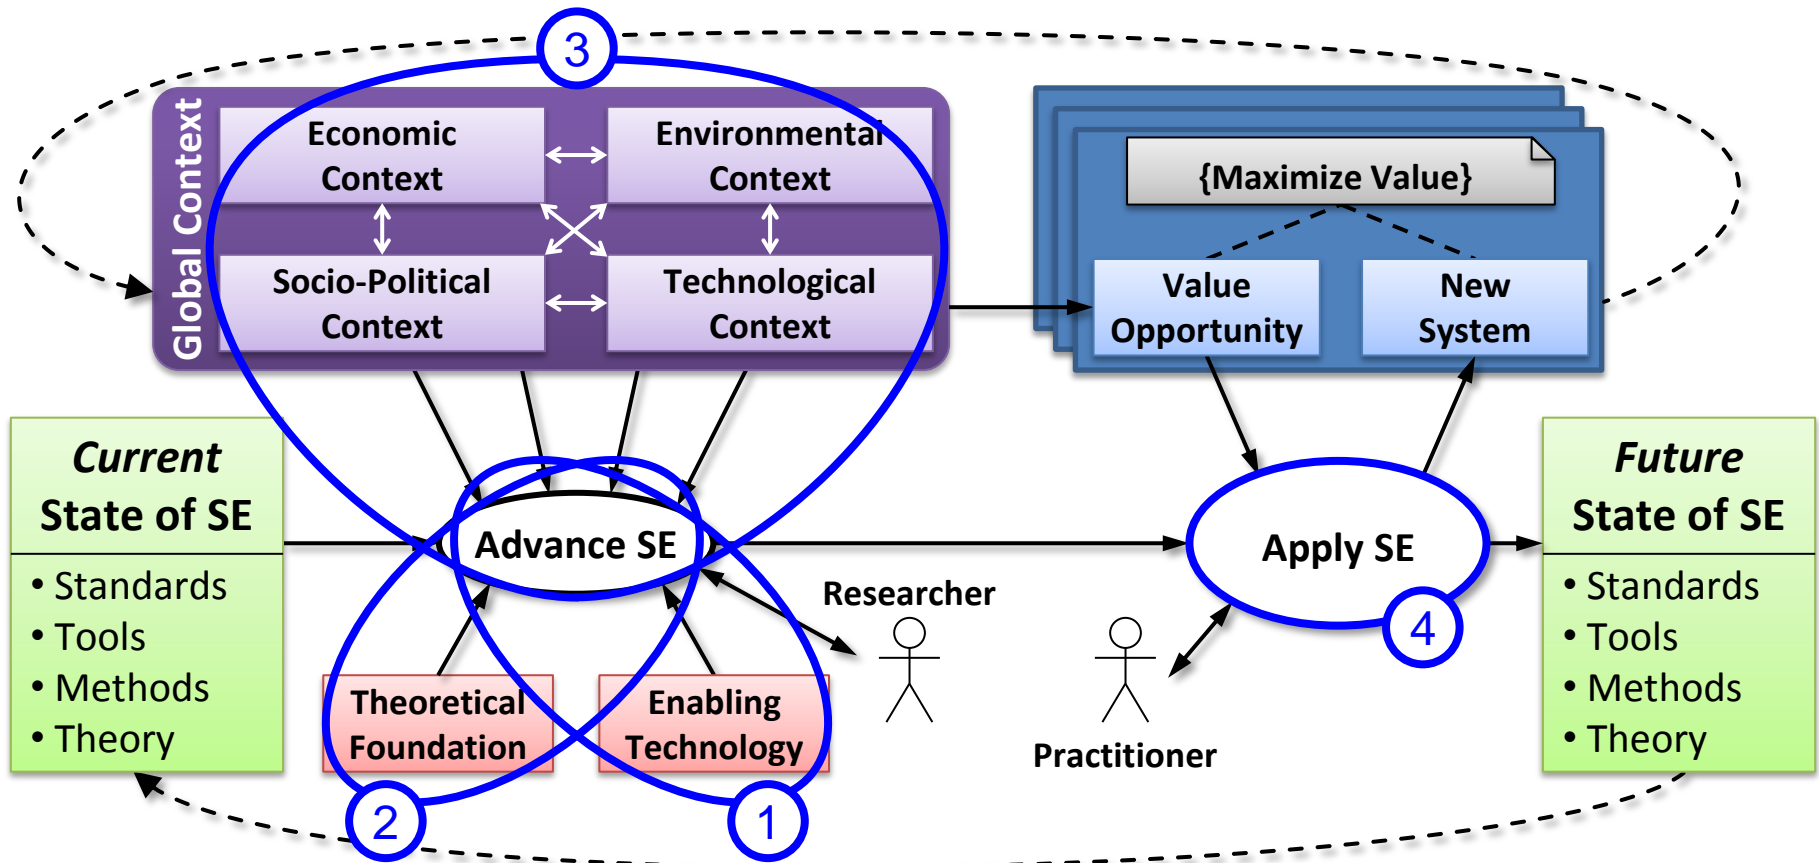 3
Global Context
Economic
Context
Environmental
Context
Socio-Political
Context
Technological
Context
{Maximize Value}
Value
Opportunity
New
System
Current
State of SE
• Standards
• Tools
• Methods
• Theory
Advance SE
Apply SE
4
Researcher
Practitioner
Theoretical
Foundation
Enabling
Technology
2
1
Future
State of SE
• Standards
• Tools
• Methods
• Theory